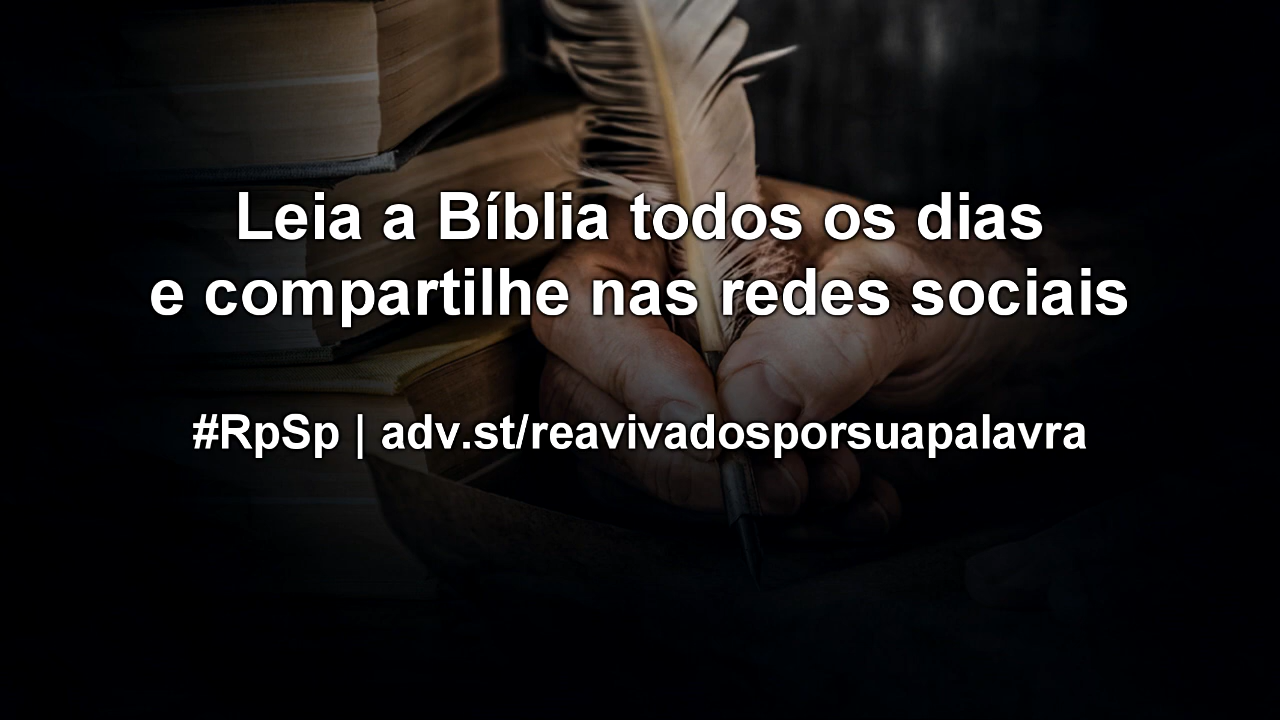 Leia a Bíblia todos os dias
e compartilhe nas redes sociais
#RpSp | adv.st/reavivadosporsuapalavra